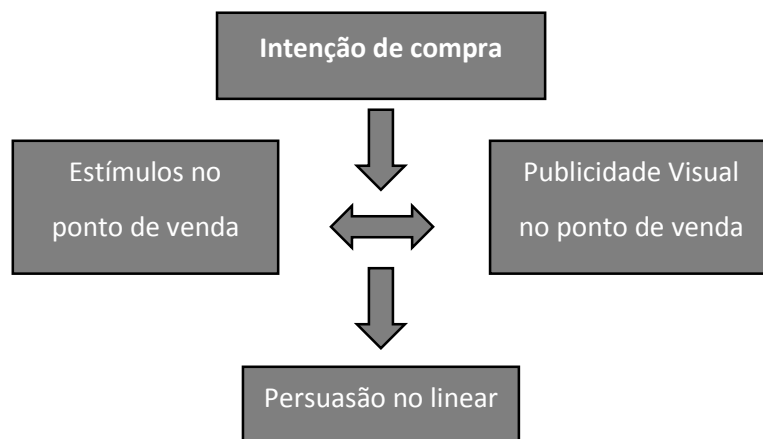 Intenção de compra
Estímulos no
ponto de venda
Publicidade Visual
no ponto de venda
Persuasão no linear